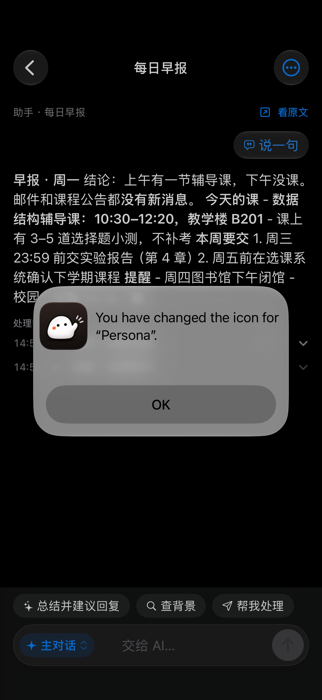 每日早报
助手 · 每日早报
看原文
说一句
早报 · 周一 结论：上午有一节辅导课，下午没课。
邮件和课程公告都没有新消息。 今天的课 - 数据
结构辅导课：10:30–12:20，教学楼 B201 - 课上
有 3–5 道选择题小测，不补考 本周要交 1. 周三
23:59 前交实验报告（第 4 章）2. 周五前在选课系
统确认下学期课程 提醒 - 周四图书馆下午闭馆 -
校园
处理
14:5
14:5
You have changed the icon for
“Persona”.
OK
总结并建议回复
查背景
帮我处理
主对话
交给 AI...